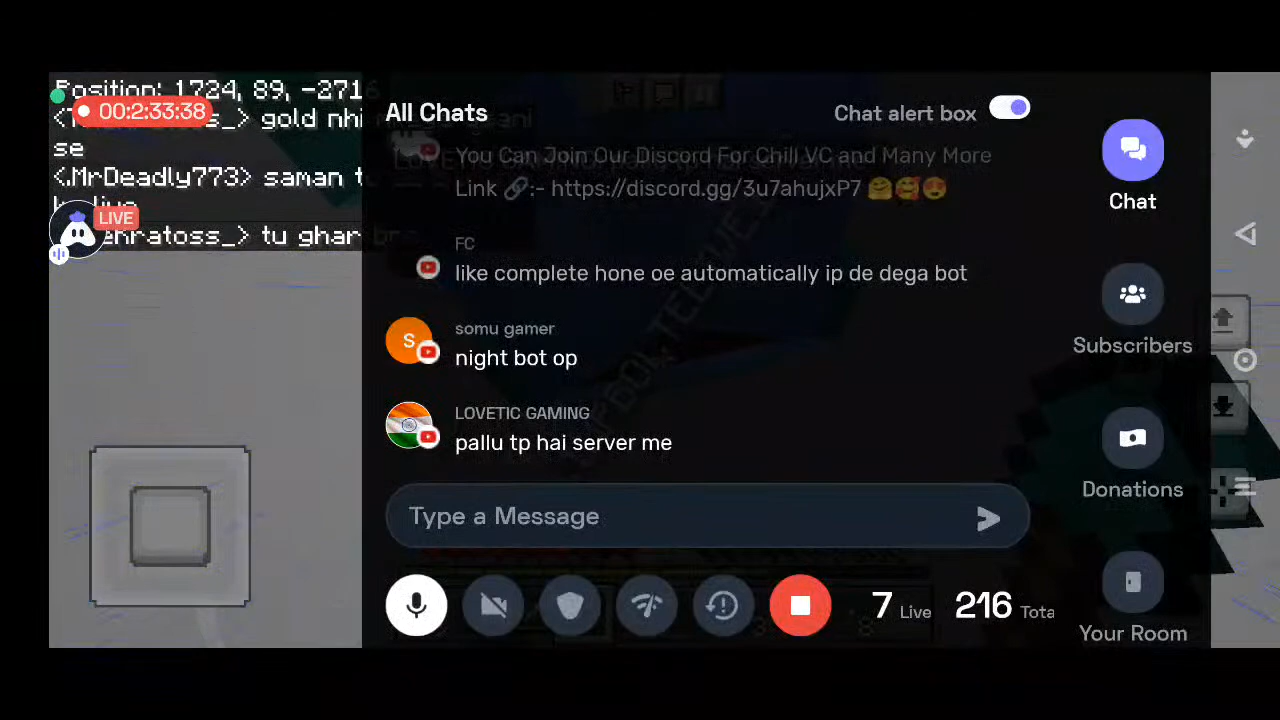 Position: 1724, 89, -2716
00:2:33:38
gold nhi
se
<.MrDeadly773> saman
LIVE
tu ghar
All Chats
Chat alert box
You Can Join Our Discord For Chill VC and Many More
Link 🔗:- https://discord.gg/3u7ahujxP7 🤗🥰😍
FC
like complete hone oe automatically ip de dega bot
S
somu gamer
night bot op
LOVETIC GAMING
pallu tp hai server me
Type a Message
7 Live 216 Tota
Chat
Subscribers
Donations
Your Room